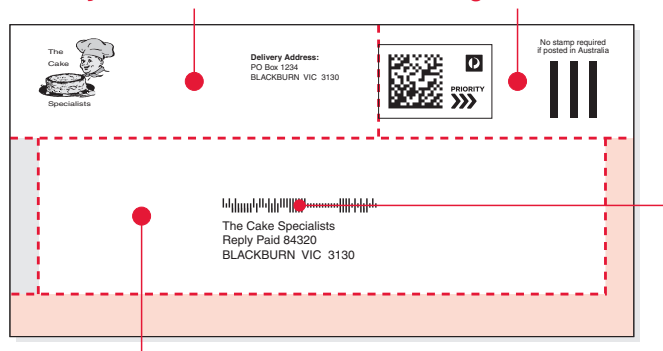 The
Cake
Specialists
Delivery Address:
PO Box 1234
BLACKBURN VIC 3130
PRIORITY
No stamp required
if posted in Australia
The Cake Specialists
Reply Paid 84320
BLACKBURN VIC 3130